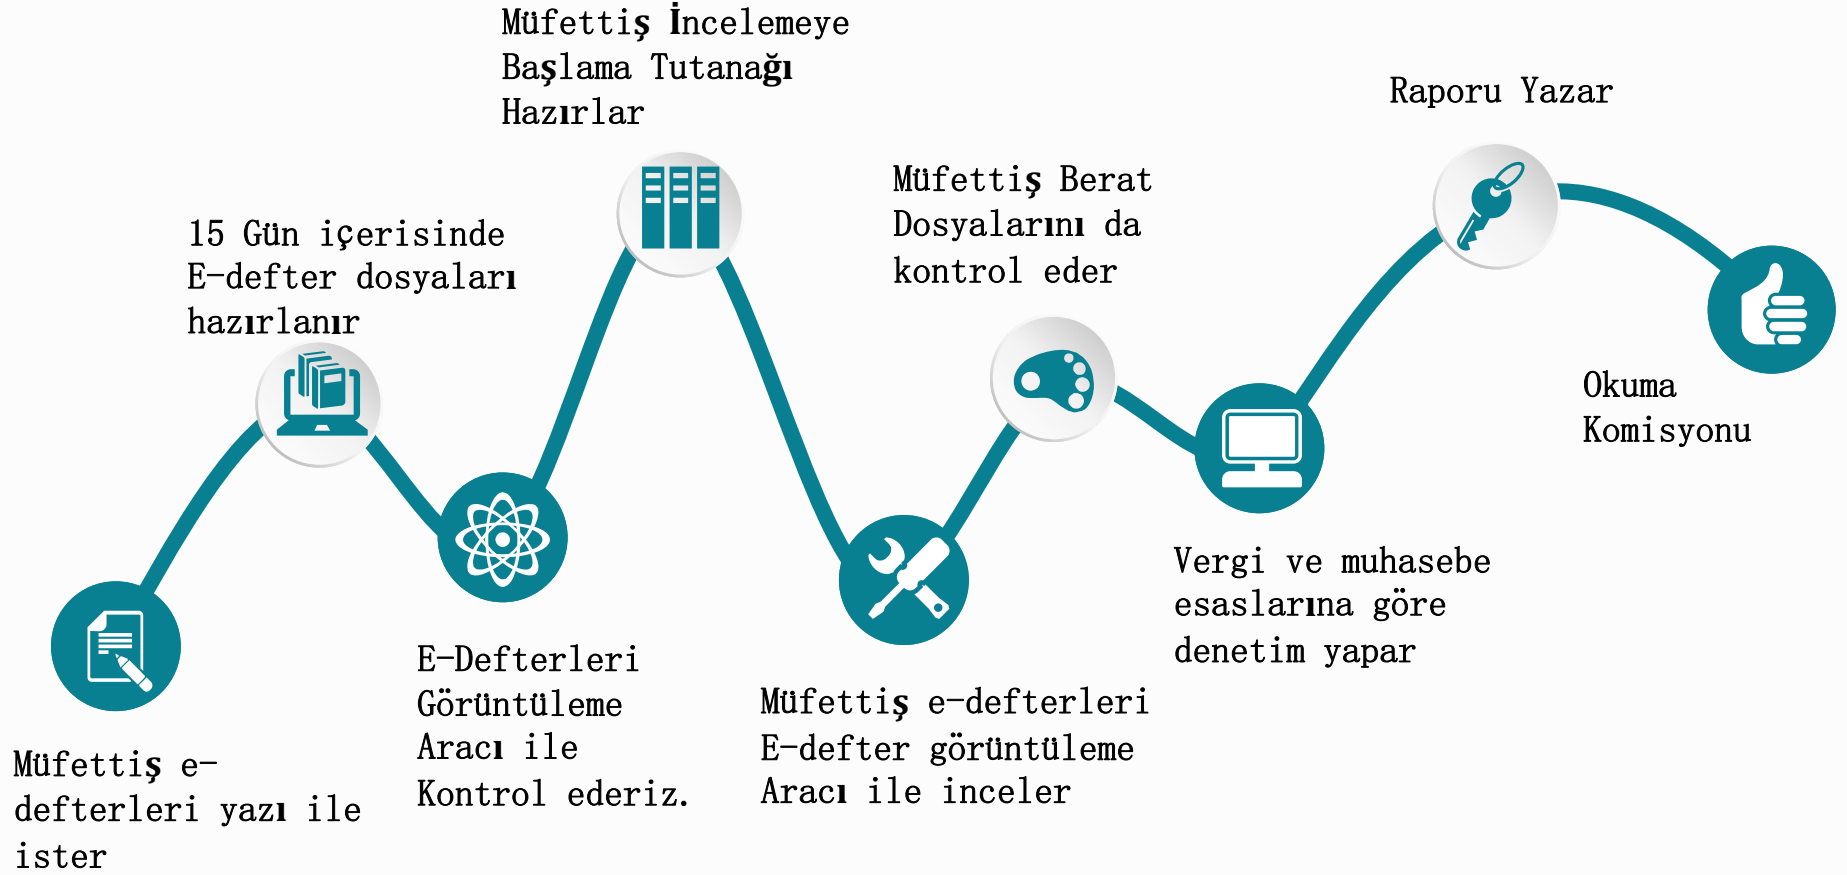 Müfettiş e-
defterleri yazı ile
ister
15 Gün içerisinde
E-defter dosyaları
hazırlanır
E-Defterleri
Görüntüleme
Aracı ile
Kontrol ederiz.
Müfettiş İncelemeye
Başlama Tutanağı
Hazırlar
Müfettiş e-defterleri
E-defter görüntüleme
Aracı ile inceler
Müfettiş Berat
Dosyalarını da
kontrol eder
Vergi ve muhasebe
esaslarına göre
denetim yapar
Raporu Yazar
Okuma
Komisyonu